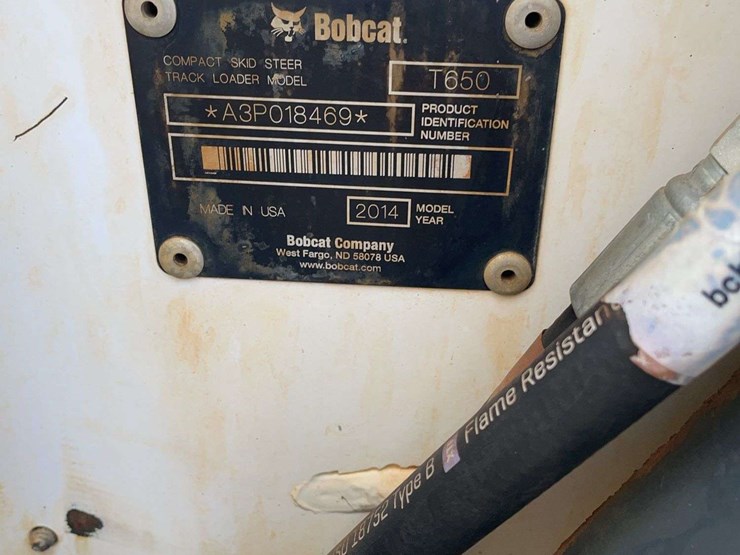 Bobcat.
COMPACT SKID STEER
TRACK LOADER MODEL
T650
*A3P018469*
PRODUCT
IDENTIFICATION
NUMBER
MADE IN USA
2014
MODEL
YEAR
Bobcat Company
West Fargo, ND 58078 USA
www.bobcat.com
18752 Type B Flame Resistant